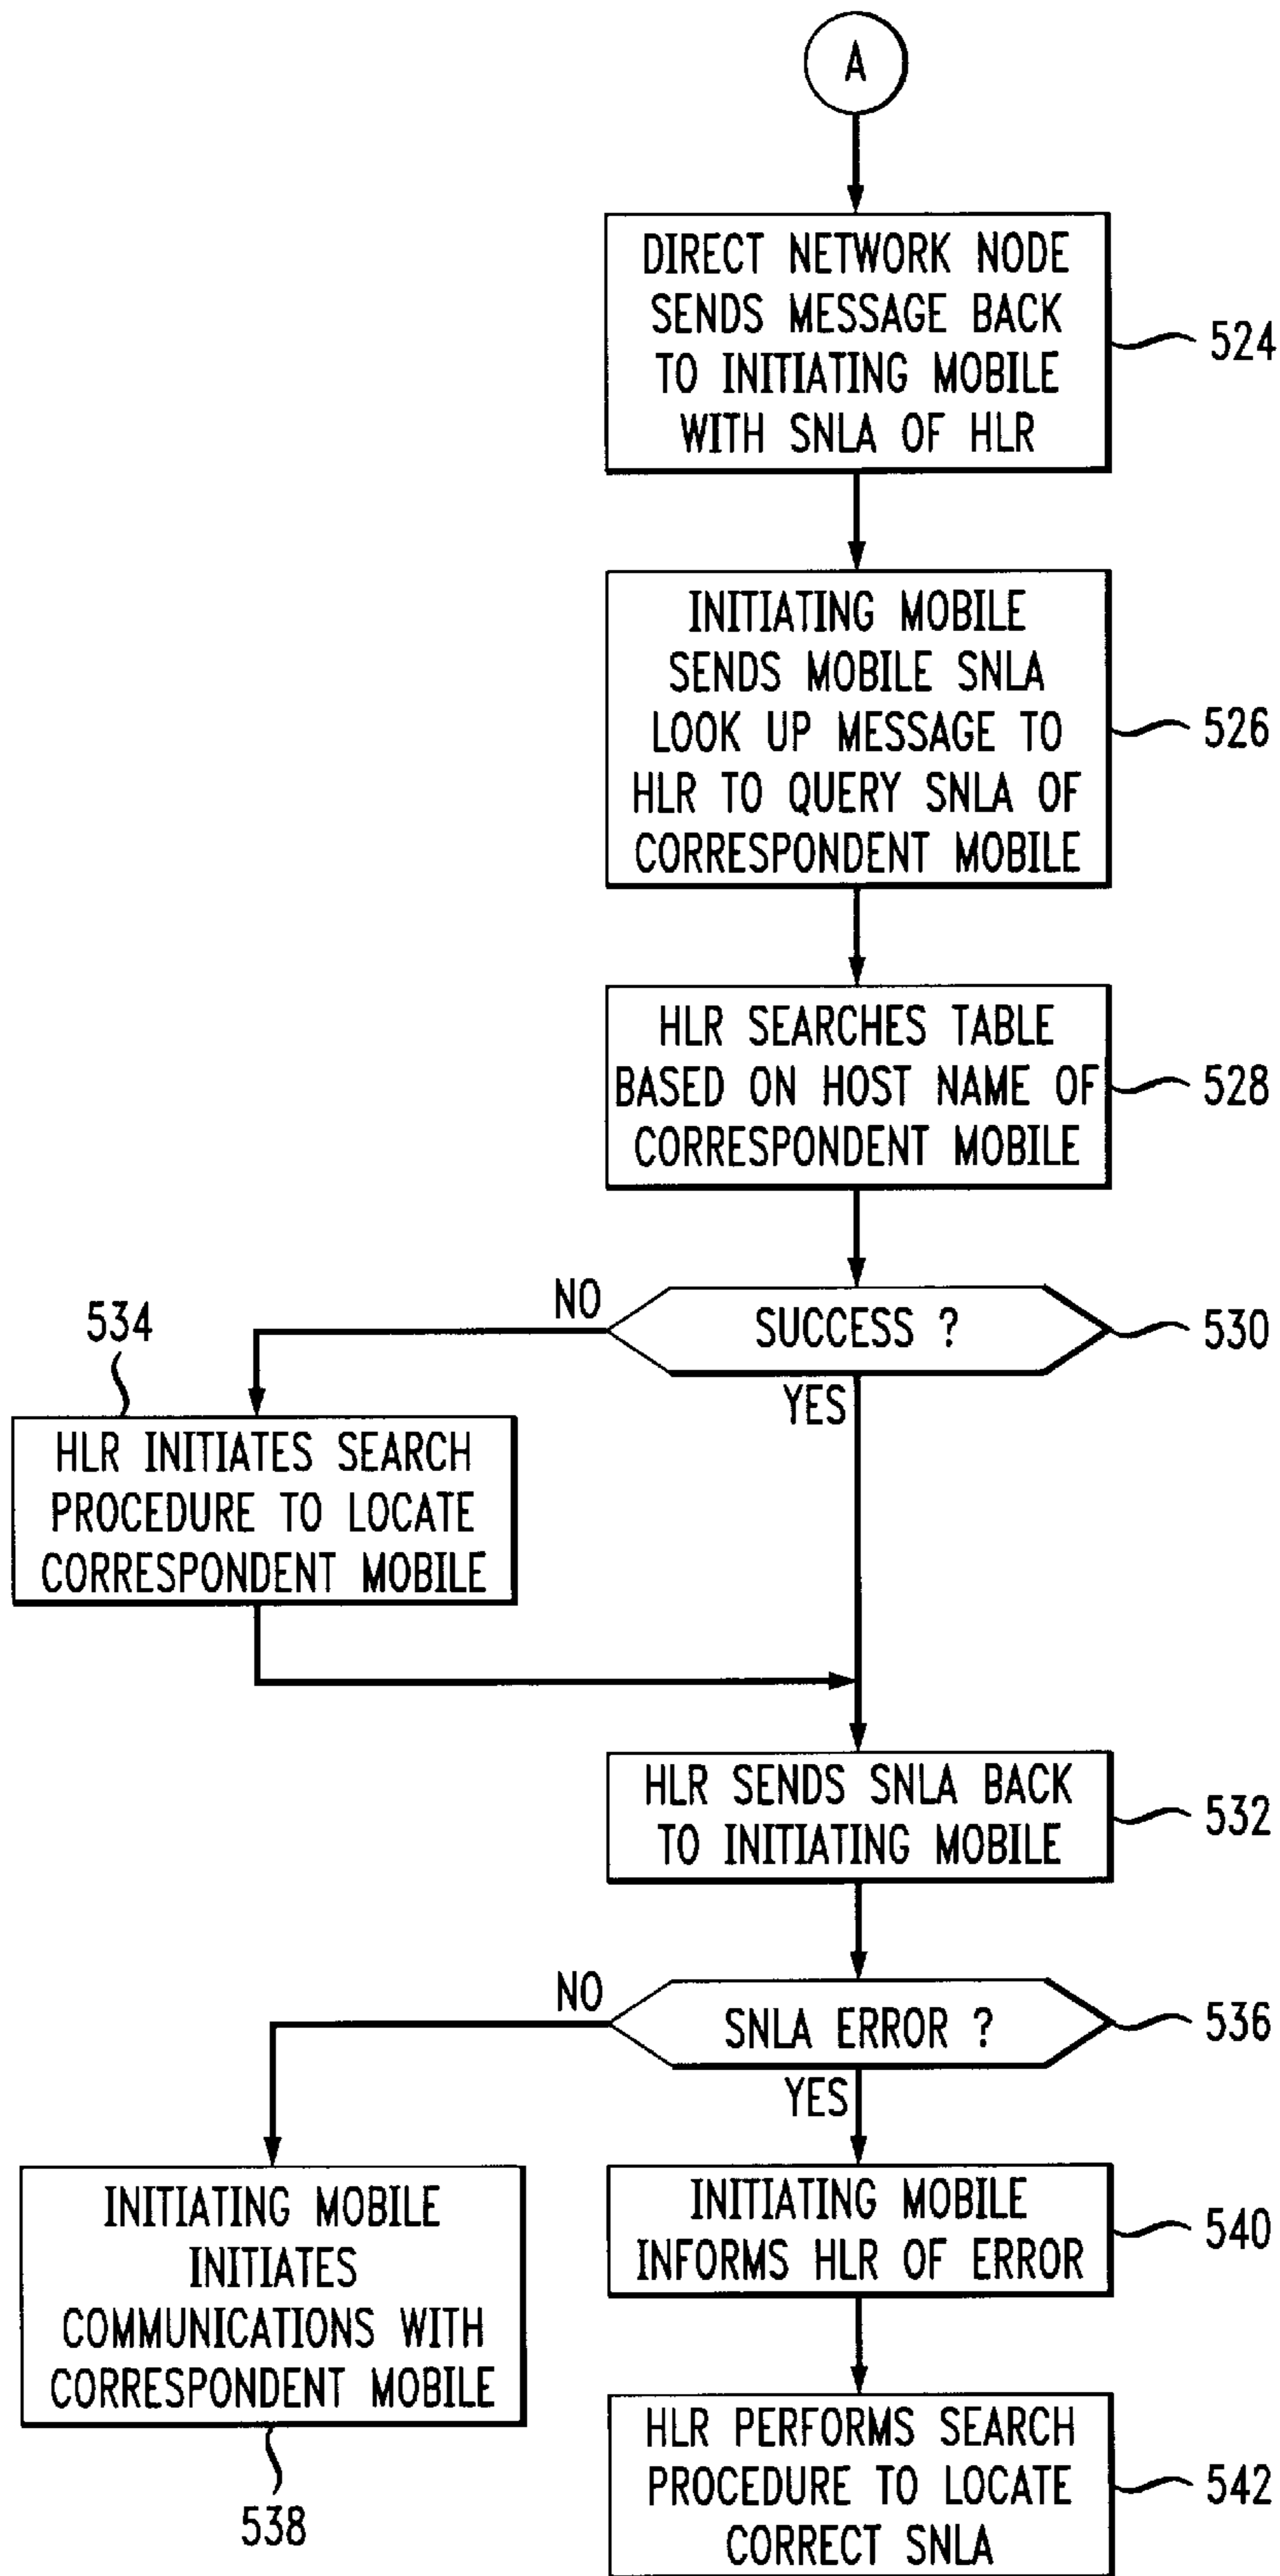 A
DIRECT NETWORK NODE
SENDS MESSAGE BACK
TO INITIATING MOBILE
WITH SNLA OF HLR
524
INITIATING MOBILE
SENDS MOBILE SNLA
LOOK UP MESSAGE TO
HLR TO QUERY SNLA OF
CORRESPONDENT MOBILE
526
HLR SEARCHES TABLE
BASED ON HOST NAME OF
CORRESPONDENT MOBILE
528
SUCCESS ?
530
NO
YES
534
HLR INITIATES SEARCH
PROCEDURE TO LOCATE
CORRESPONDENT MOBILE
HLR SENDS SNLA BACK
TO INITIATING MOBILE
532
SNLA ERROR ?
536
NO
YES
INITIATING MOBILE
INITIATES
COMMUNICATIONS WITH
CORRESPONDENT MOBILE
538
INITIATING MOBILE
INFORMS HLR OF ERROR
540
HLR PERFORMS SEARCH
PROCEDURE TO LOCATE
CORRECT SNLA
542